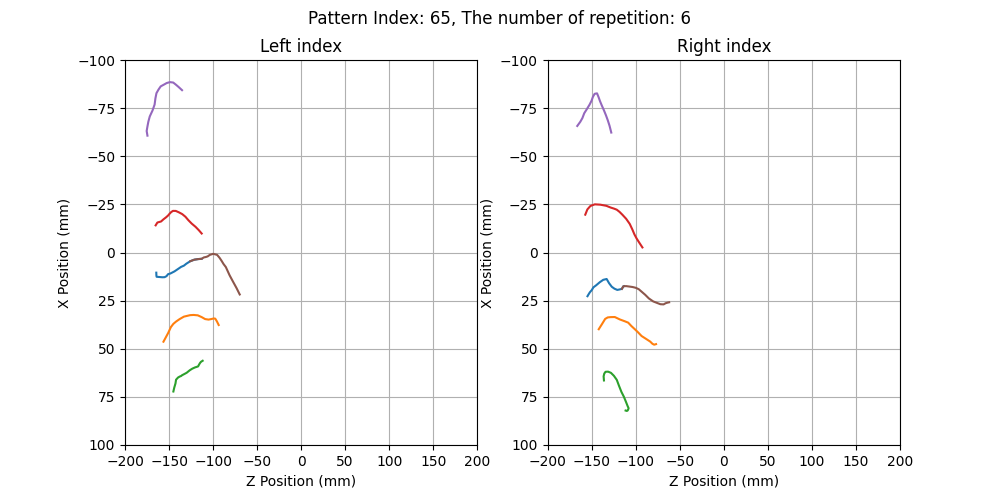 Pattern Index: 65, The number of repetition: 6
Left index
Right index
−100
−75
−50
−25
0
25
50
75
100
X Position (mm)
−200 −150 −100 −50 0 50 100 150 200
Z Position (mm)
−100
−75
−50
−25
0
25
50
75
100
X Position (mm)
−200 −150 −100 −50 0 50 100 150 200
Z Position (mm)